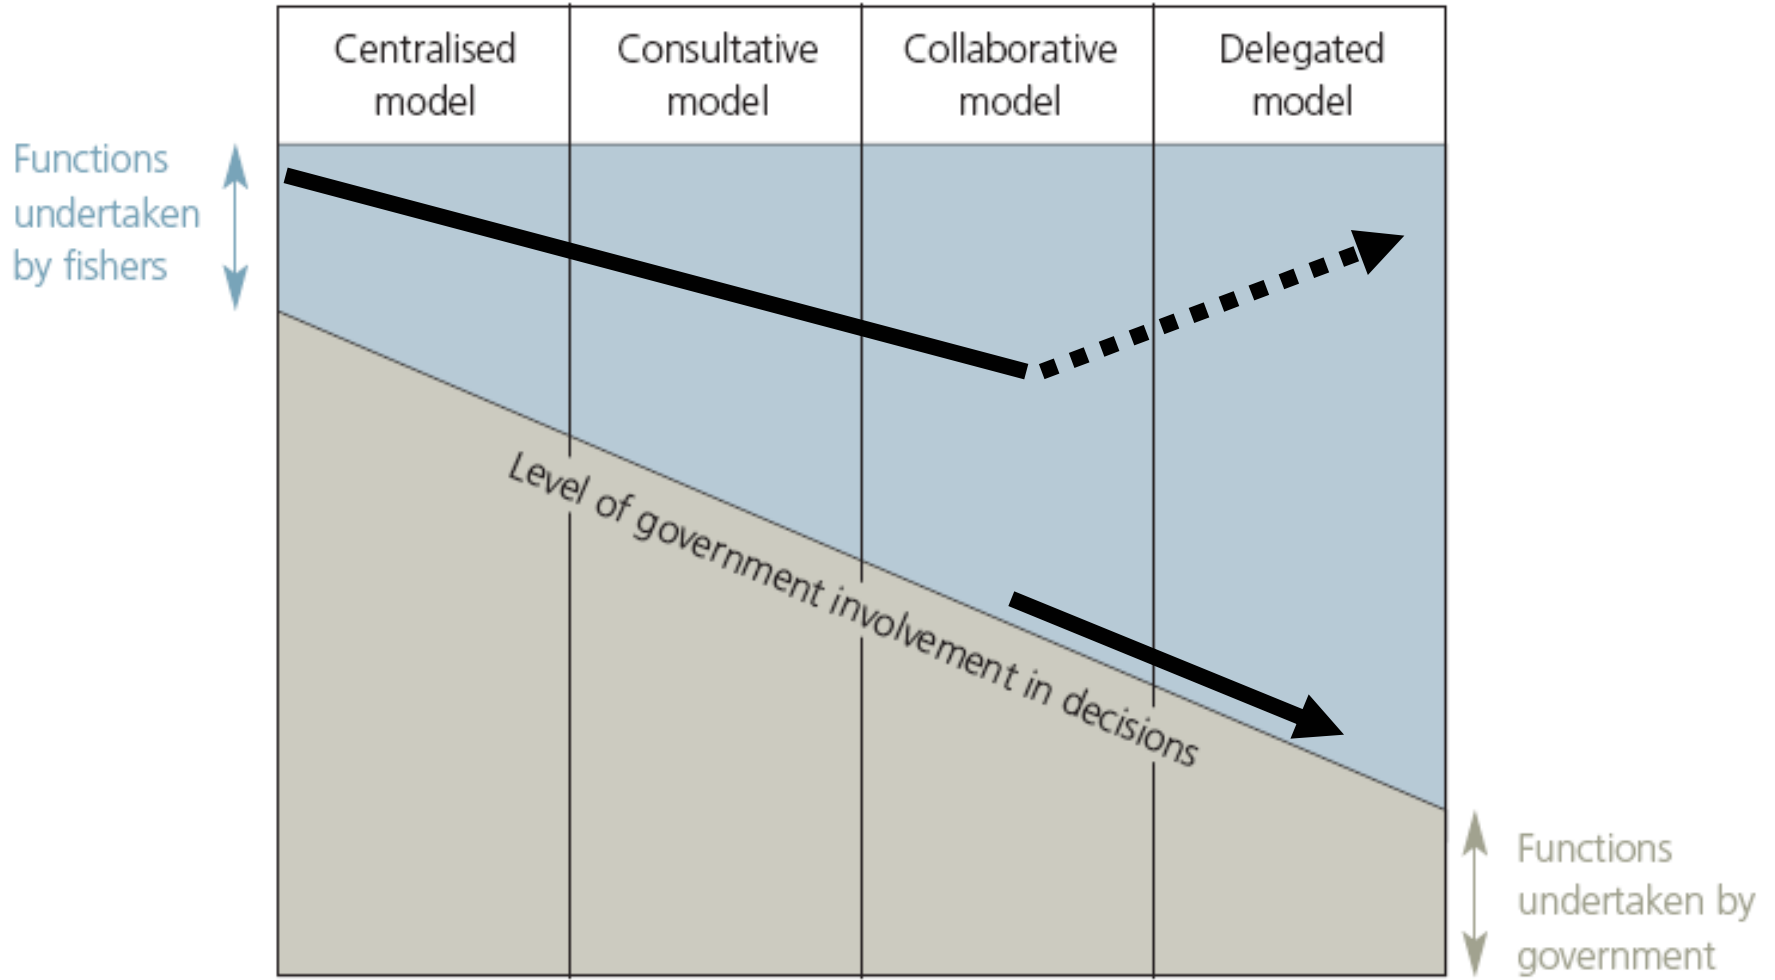 Centralised
model
Consultative
model
Collaborative
model
Delegated
model
Functions
undertaken
by fishers
Level of government involvement in decisions
Functions
undertaken by
government